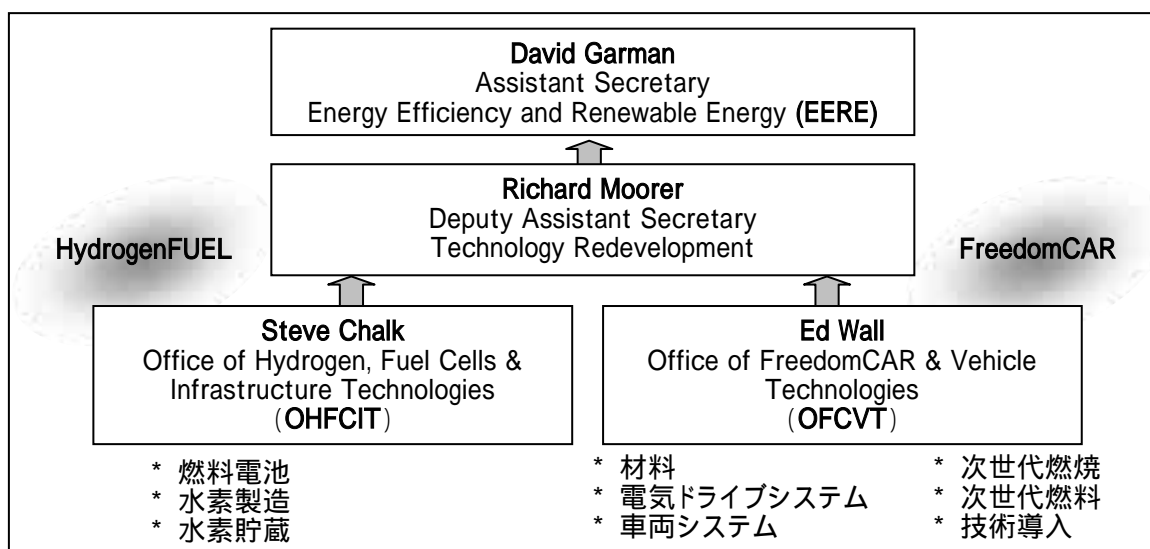 David Garman
Assistant Secretary
Energy Efficiency and Renewable Energy (EERE)
Richard Moorer
Deputy Assistant Secretary
Technology Redevelopment
HydrogenFUEL
FreedomCAR
Steve Chalk
Office of Hydrogen, Fuel Cells &
Infrastructure Technologies
(OHFCIT)
Ed Wall
Office of FreedomCAR & Vehicle
Technologies
(OFCVT)
* 燃料電池
* 水素製造
* 水素貯蔵
* 材料
* 電気ドライブシステム
* 車両システム
* 次世代燃焼
* 次世代燃料
* 技術導入